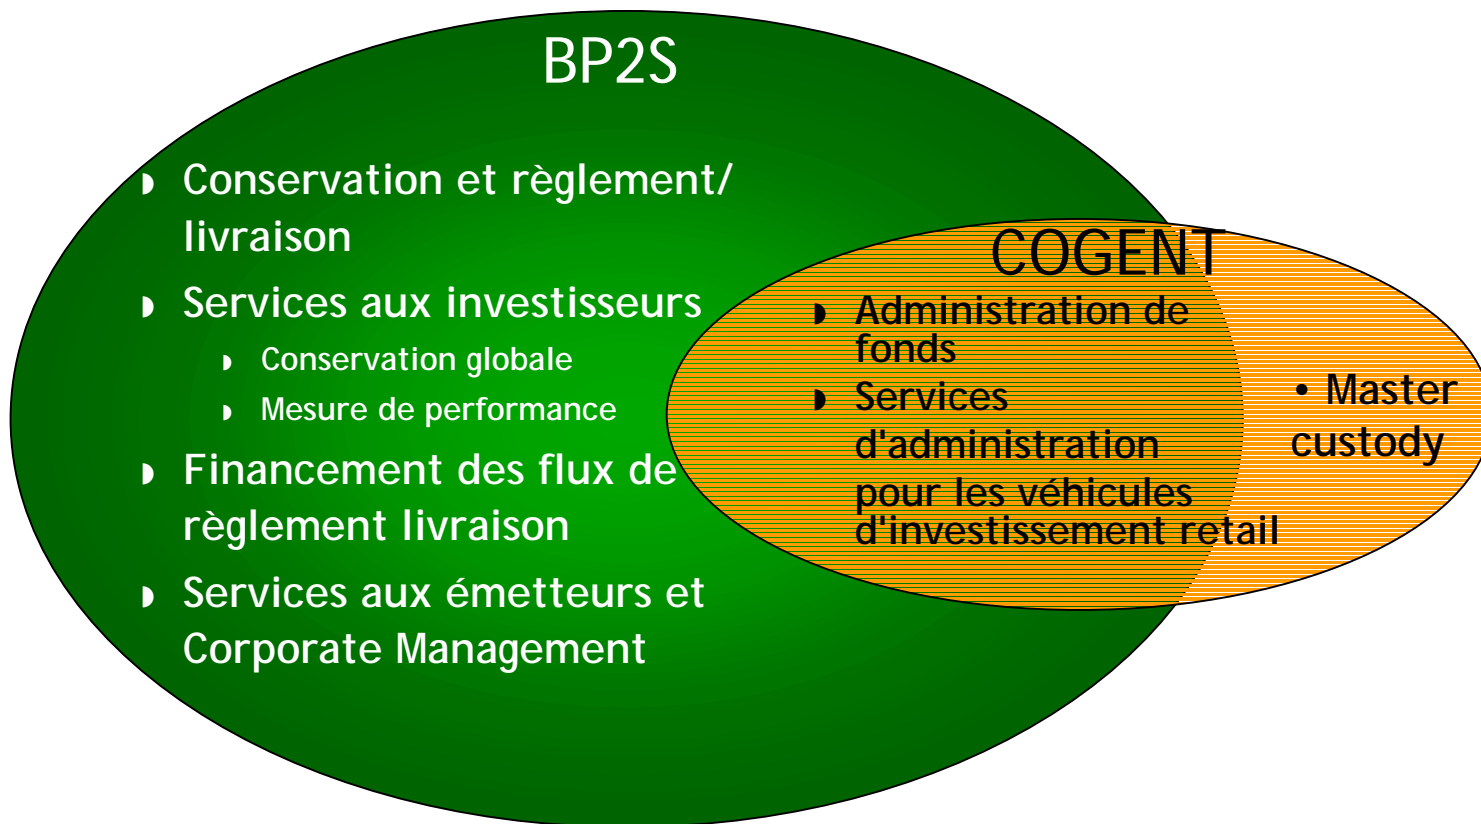 BP2S
Conservation et règlement/
livraison
Services aux investisseurs
Conservation globale
Mesure de performance
Financement des flux de
règlement livraison
Services aux émetteurs et
Corporate Management
COGENT
Administration de
fonds
Services
d'administration
pour les véhicules
d'investissement retail
• Master
custody